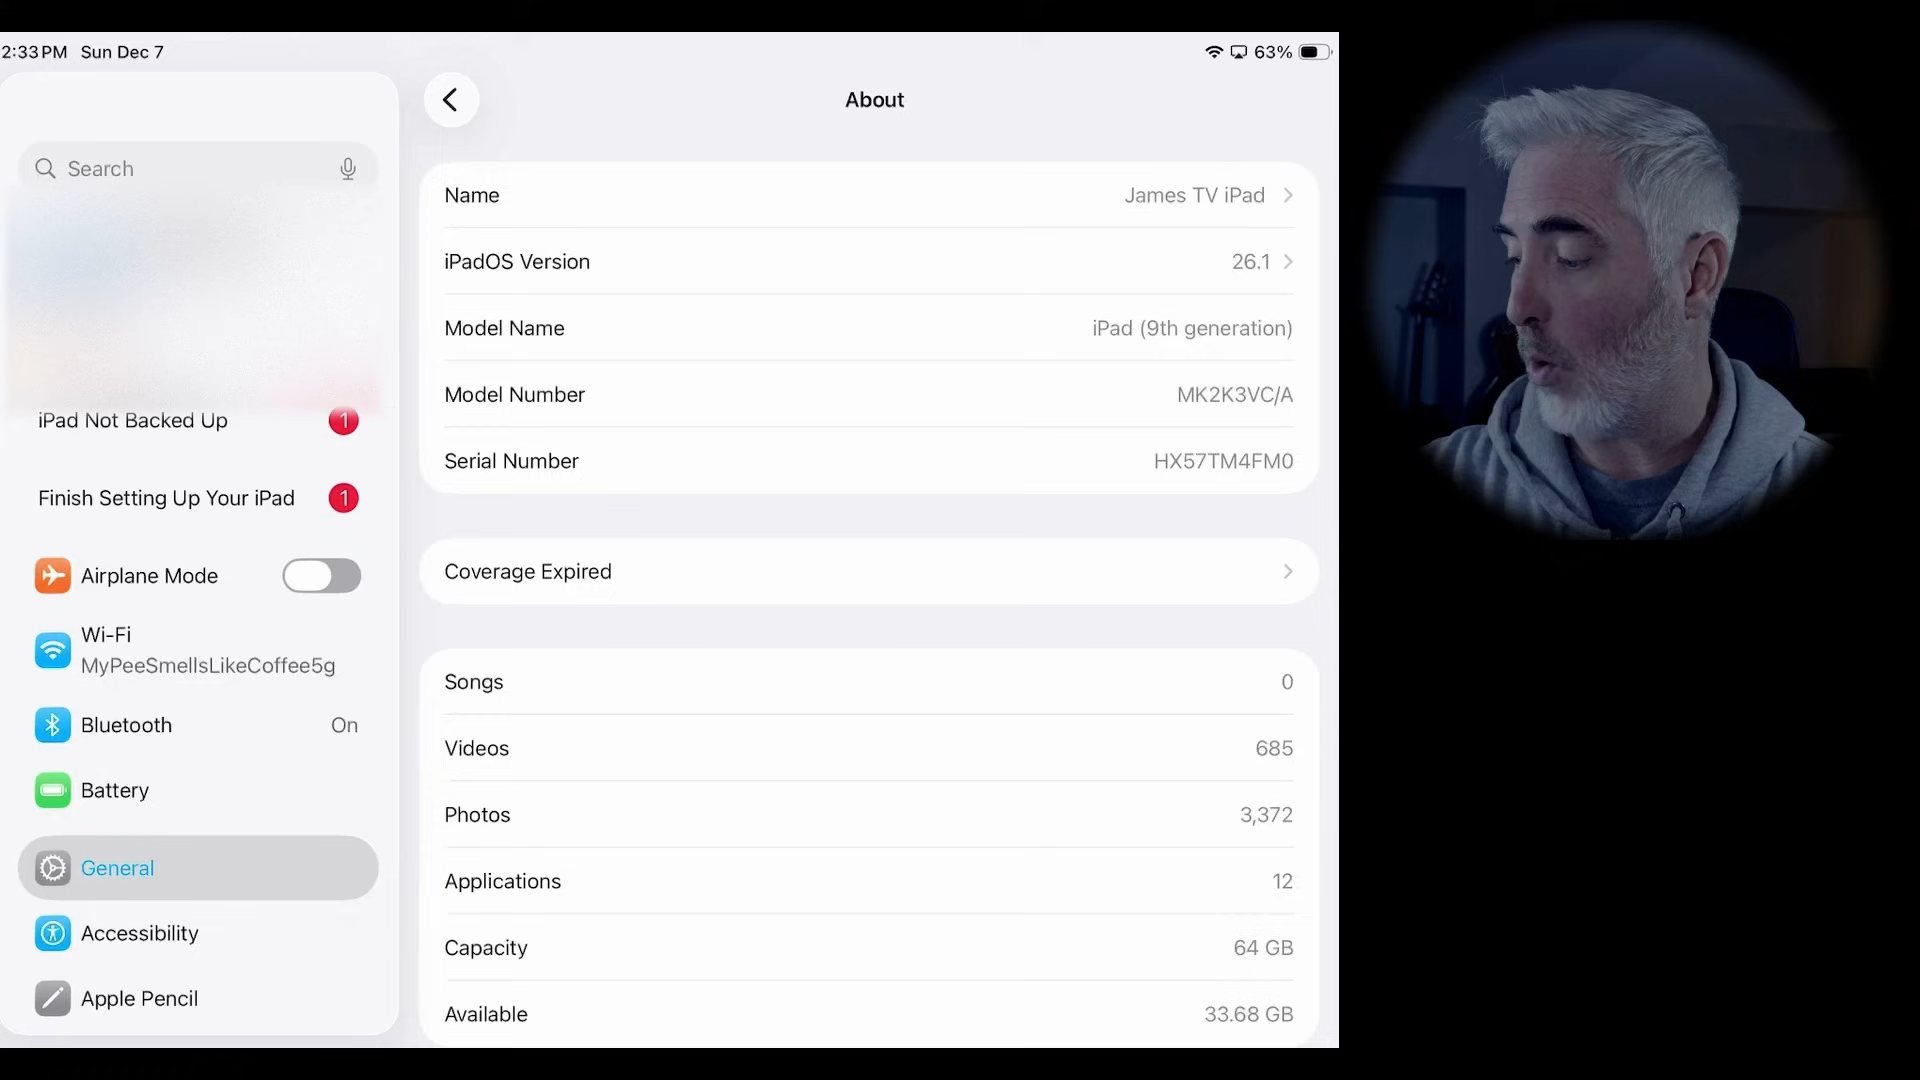 2:33 PM Sun Dec 7
63%
Search
iPad Not Backed Up 1
Finish Setting Up Your iPad 1
Airplane Mode
Wi-Fi
MyPeeSmellsLikeCoffee5g
Bluetooth On
Battery
General
Accessibility
Apple Pencil
About
Name James TV iPad
iPadOS Version 26.1
Model Name iPad (9th generation)
Model Number MK2K3VC/A
Serial Number HX57TM4FM0
Coverage Expired
Songs 0
Videos 685
Photos 3,372
Applications 12
Capacity 64 GB
Available 33.68 GB